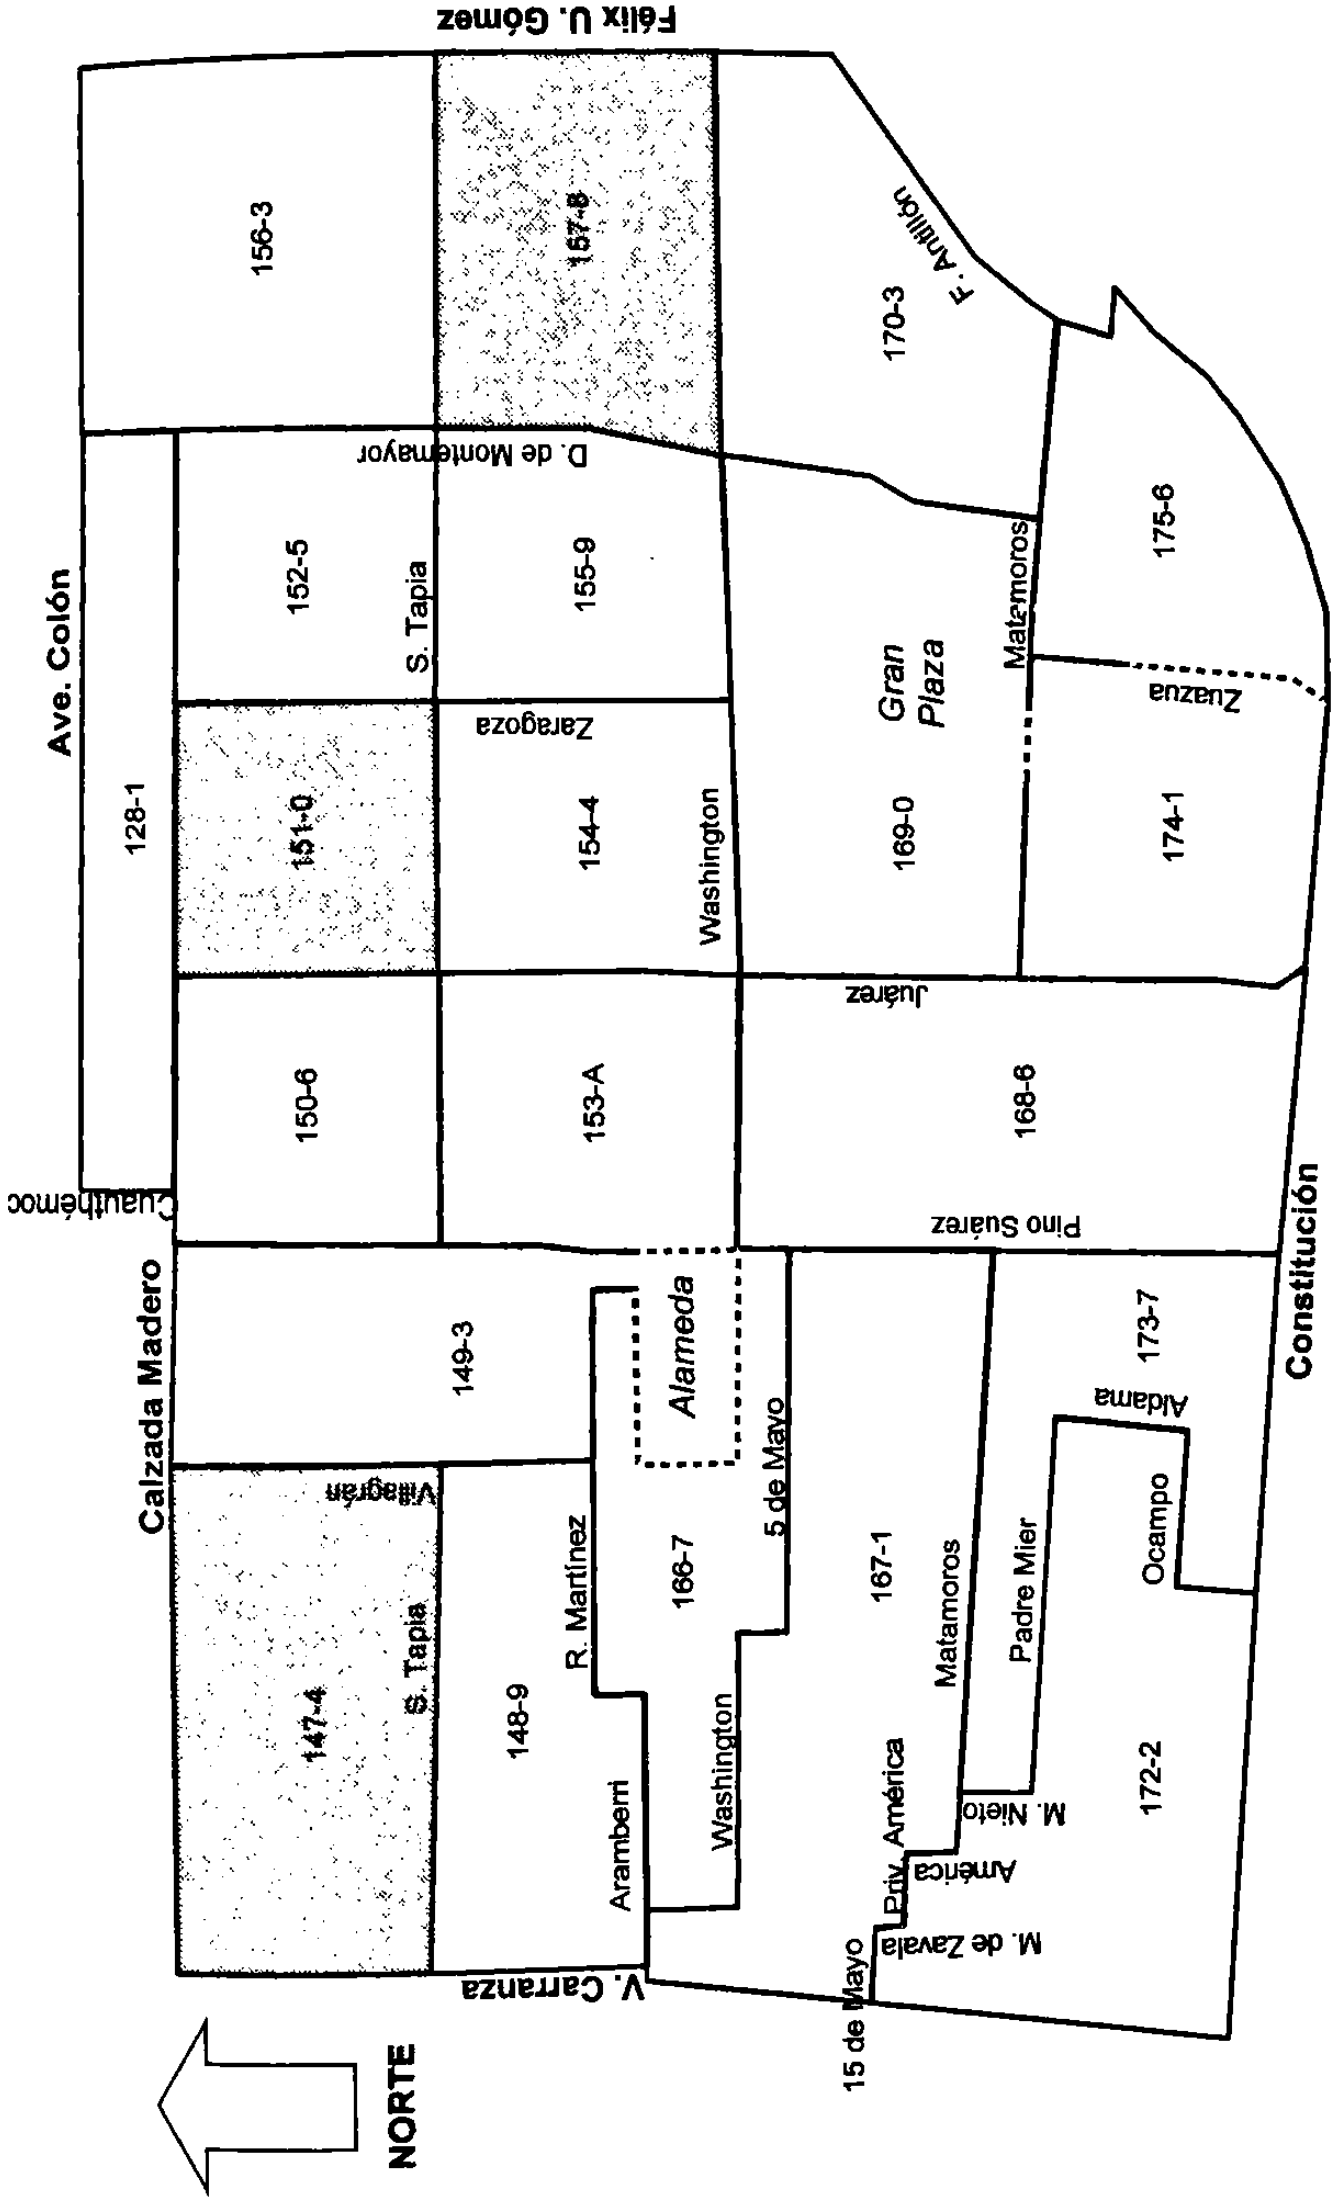 Ave. Colón
Cuauthémoc
128-1
Calzada Madero
156-3
147-4
150-6
151-0
152-5
Villagrán
Félix U. Gómez
NORTE
S. Tapia
S. Tapia
D. de Montemayor
149-3
148-9
153-A
154-4
Zaragoza
155-9
157-8
V. Carranza
R. Martínez
Aramberri
Alameda
166-7
Washington
Washington
5 de Mayo
15 de Mayo
167-1
Juárez
169-0
Gran
Plaza
170-3
F. Antillón
Priv. América
M. de Zavala
América
Matamoros
Matamoros
Pino Suárez
M. Nieto
Padre Mier
168-6
172-2
Ocampo
Aldama
173-7
174-1
Zuazua
175-6
Constitución